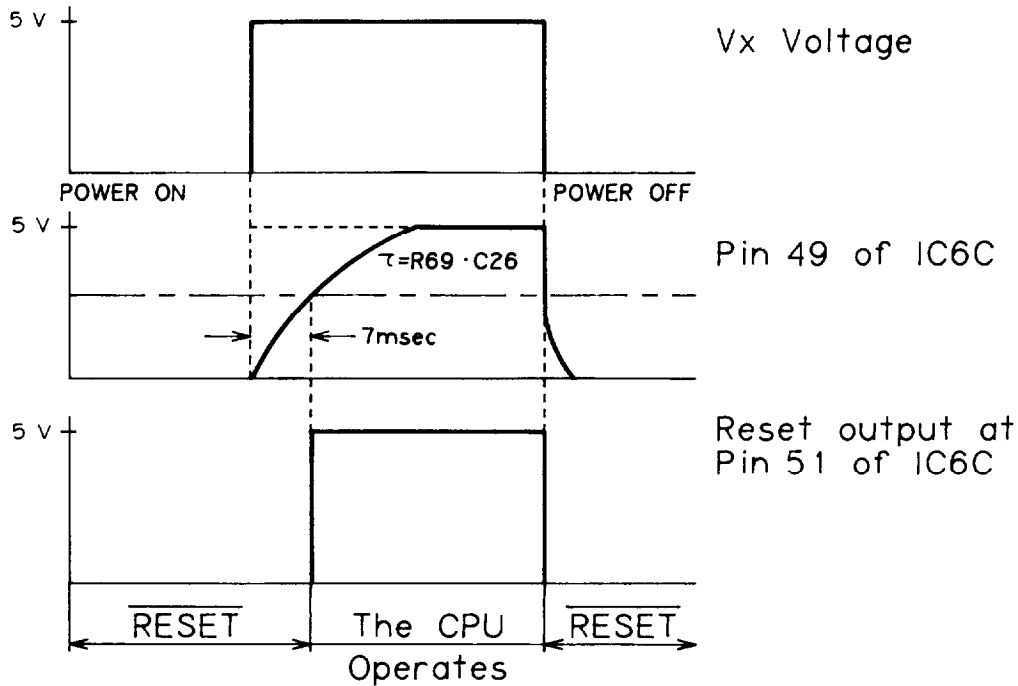 5 V
Vx Voltage
POWER ON
POWER OFF
5 V
τ=R69 · C26
Pin 49 of IC6C
7msec
5 V
Reset output at
Pin 51 of IC6C
RESET
The CPU
Operates
RESET